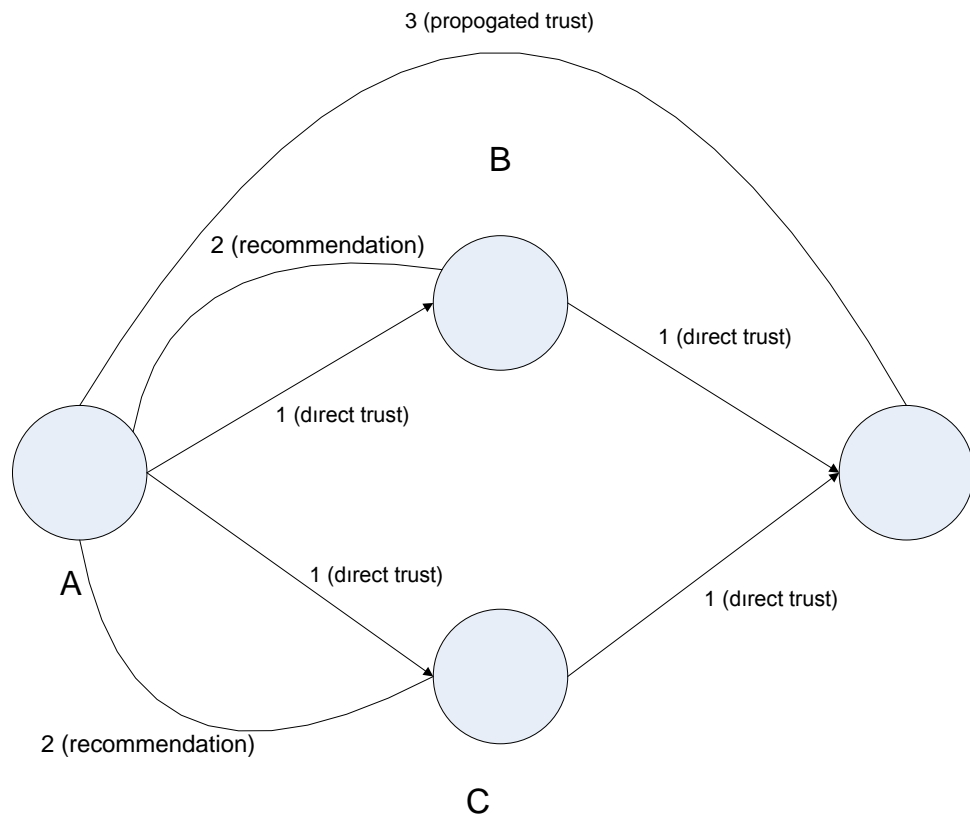 3 (propogated trust)
B
2 (recommendation)
1 (dırect trust)
1 (dırect trust)
A
1 (dırect trust)
1 (dırect trust)
2 (recommendation)
C